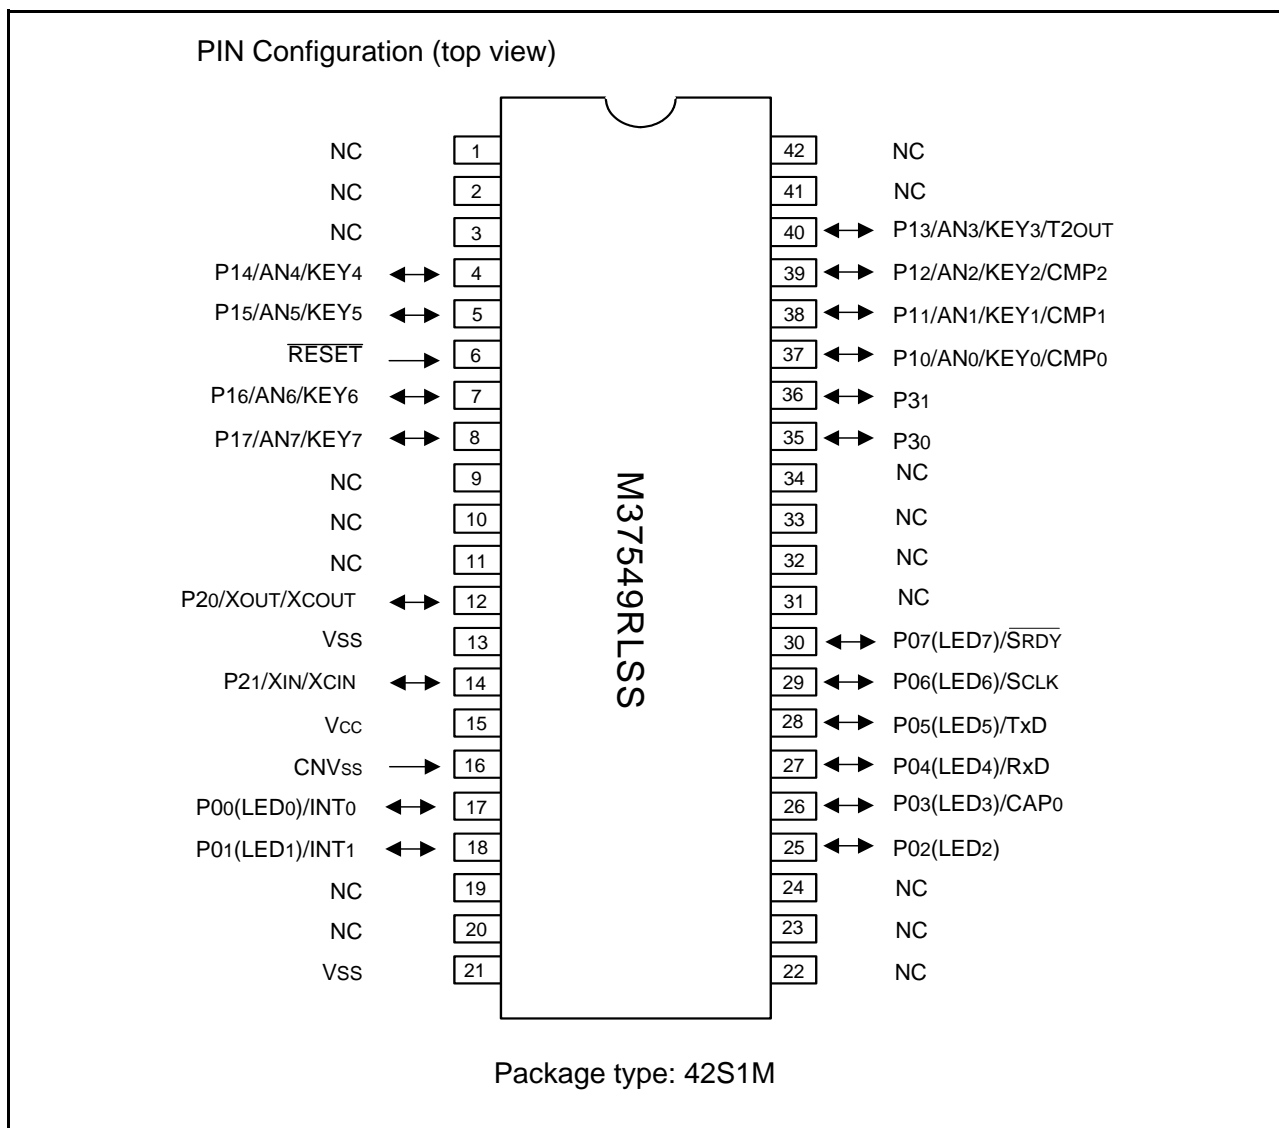 PIN Configuration (top view)
NC 1 42 NC
NC 2 41 NC
NC 3 40 P13/AN3/KEY3/T2OUT
P14/AN4/KEY4 4 39 P12/AN2/KEY2/CMP2
P15/AN5/KEY5 5 38 P11/AN1/KEY1/CMP1
RESET 6 37 P10/AN0/KEY0/CMP0
P16/AN6/KEY6 7 36 P31
P17/AN7/KEY7 8 35 P30
NC 9 34 NC
NC 10 33 NC
NC 11 32 NC
P20/XOUT/XCOUT 12 31 NC
VSS 13 30 P07(LED7)/SRDY
P21/XIN/XCIN 14 29 P06(LED6)/SCLK
VCC 15 28 P05(LED5)/TxD
CNVSS 16 27 P04(LED4)/RxD
P00(LED0)/INT0 17 26 P03(LED3)/CAP0
P01(LED1)/INT1 18 25 P02(LED2)
NC 19 24 NC
NC 20 23 NC
VSS 21 22 NC
M37549RLSS
Package type: 42S1M